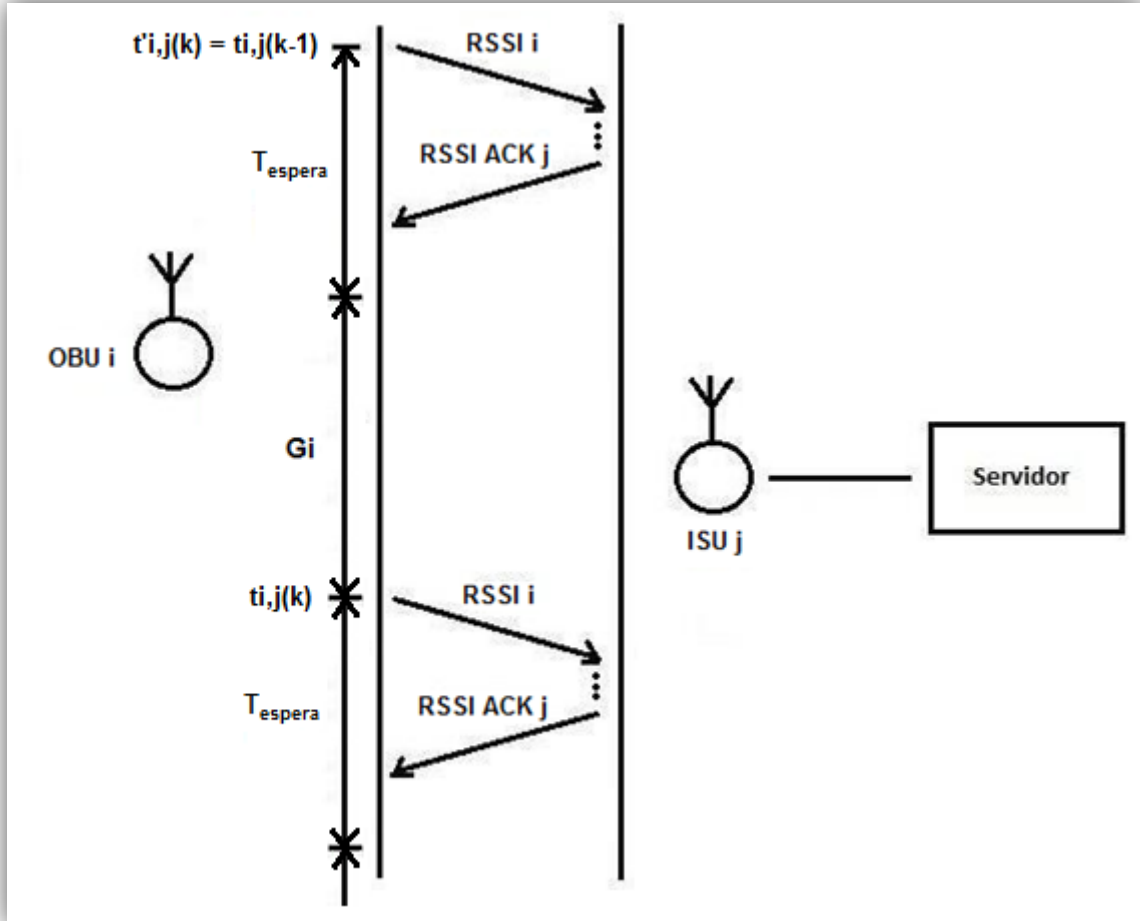 t'i,j(k) = ti,j(k-1)
RSSI i
RSSI ACK j
Tespera
OBU i
Gi
Servidor
ISU j
ti,j(k)
RSSI i
Tespera
RSSI ACK j